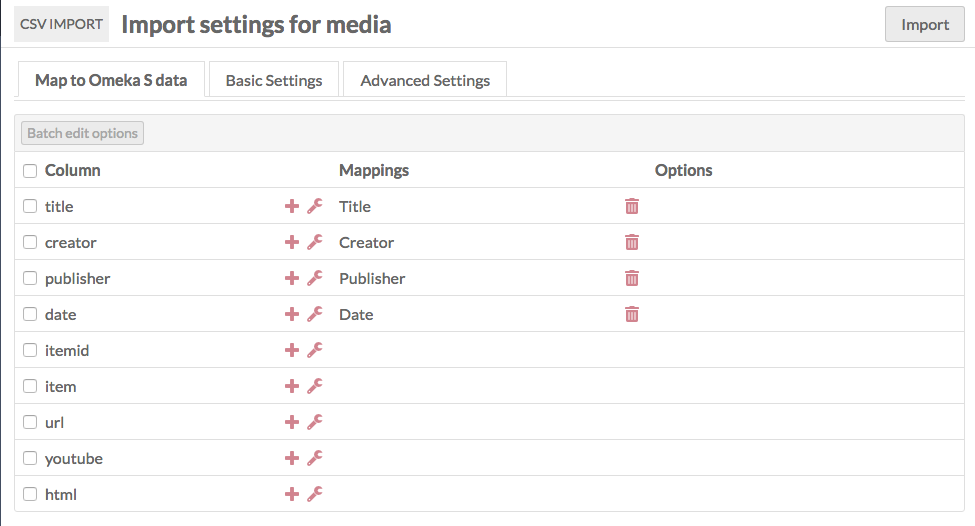 CSV IMPORT Import settings for media Import
Map to Omeka S data Basic Settings Advanced Settings
Batch edit options
Column Mappings Options
title Title
creator Creator
publisher Publisher
date Date
itemid
item
url
youtube
html